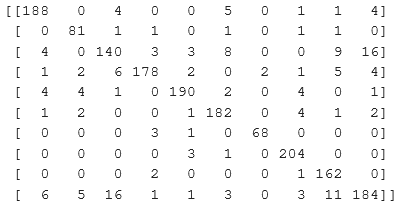 [[188 0 4 0 0 5 0 1 1 4]
[ 0 81 1 1 0 1 0 1 1 0]
[ 4 0 140 3 3 8 0 0 9 16]
[ 1 2 6 178 2 0 2 1 5 4]
[ 4 4 1 0 190 2 0 4 0 1]
[ 1 2 0 0 1 182 0 4 1 2]
[ 0 0 0 3 1 0 68 0 0 0]
[ 0 0 0 0 3 1 0 204 0 0]
[ 0 0 0 2 0 0 0 1 162 0]
[ 6 5 16 1 1 3 0 3 11 184]]